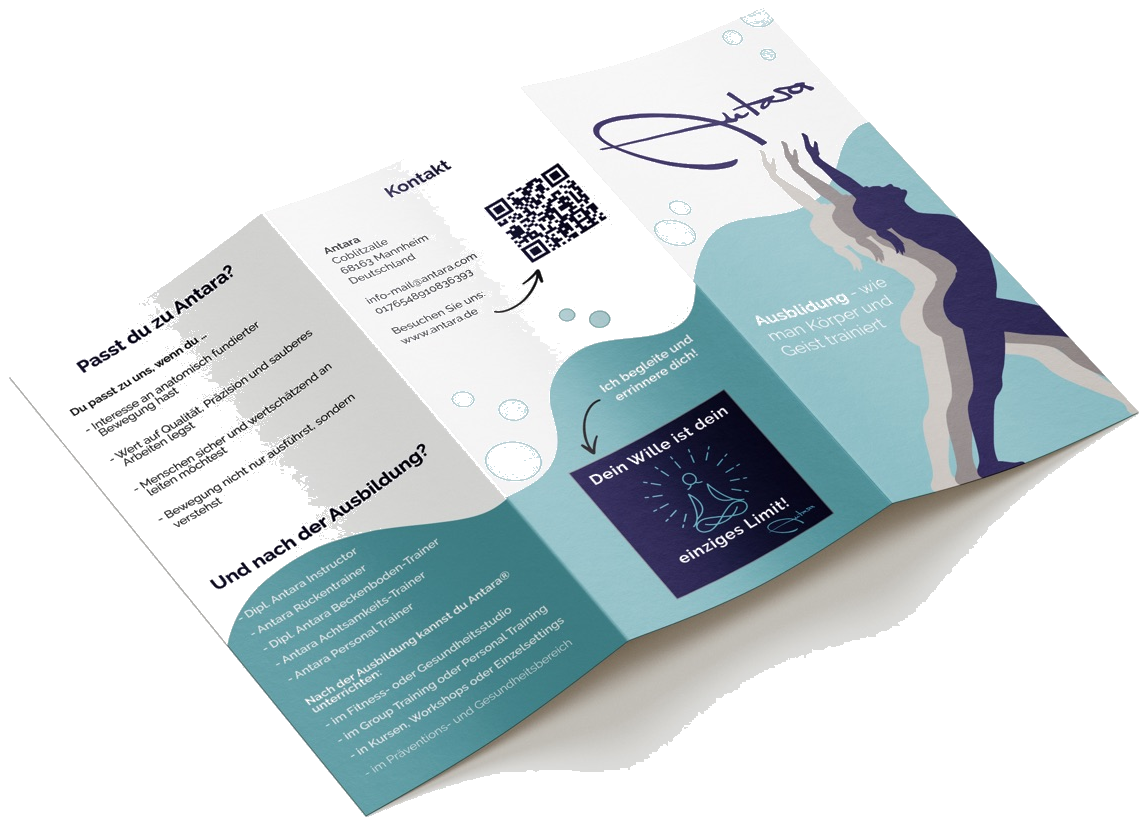 Passt du zu Antara?
Du passt zu uns, wenn du ...
- Interesse an anatomisch fundierter
Bewegung hast
- Wert auf Qualität, Präzision und sauberes
Arbeiten legst
- Menschen sicher und wertschätzend an
leiten möchtest
- Bewegung nicht nur ausführst, sondern
verstehst
Und nach der Ausbildung?
- Dipl. Antara Instructor
- Antara Rückentrainer
- Dipl. Antara Beckenboden-Trainer
- Antara Achtsamkeits-Trainer
- Antara Personal Trainer
Nach der Ausbildung kannst du Antara®
unterrichten:
- im Fitness- oder Gesundheitsstudio
- im Group Training oder Personal Training
- in Kursen, Workshops oder Einzelsettings
- im Präventions- und Gesundheitsbereich
Kontakt
Antara
Coblitzalle
68163 Mannheim
Deutschland
info-mail@antara.com
0176548910836393
Besuchen Sie uns:
www.antara.de
Ich begleite und
errinnere dich!
Dein Wille ist dein
einziges Limit!
Antara
Antara
Ausblidung - wie
man Körper und
Geist trainiert